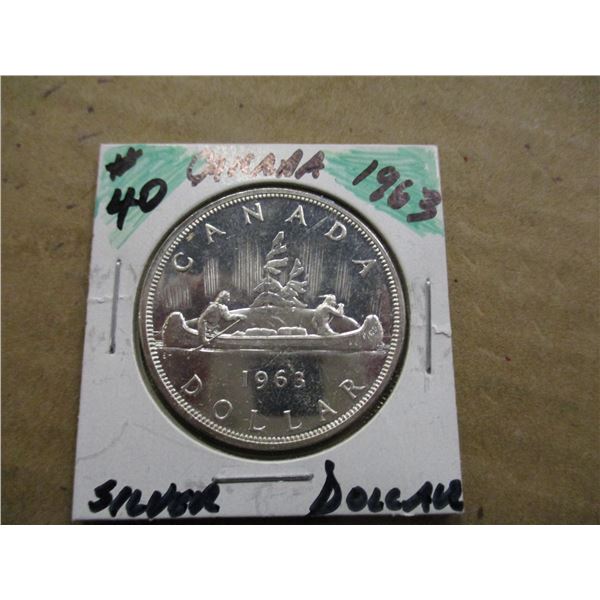 # CANADA 1963
40
CANADA
1963
DOLLAR
SILVER DOLLAR